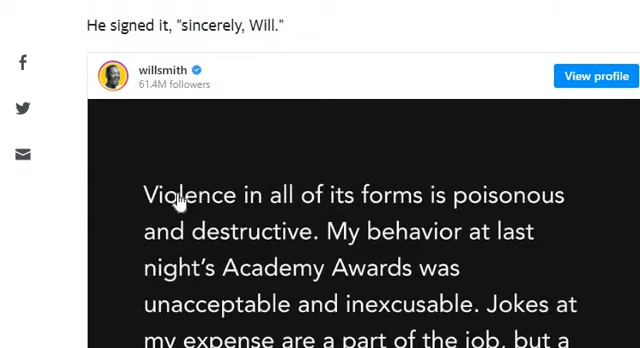 He signed it, "sincerely, Will."
willsmith
61.4M followers
View profile
Violence in all of its forms is poisonous
and destructive. My behavior at last
night's Academy Awards was
unacceptable and inexcusable. Jokes at
my expense are a part of the job, but a